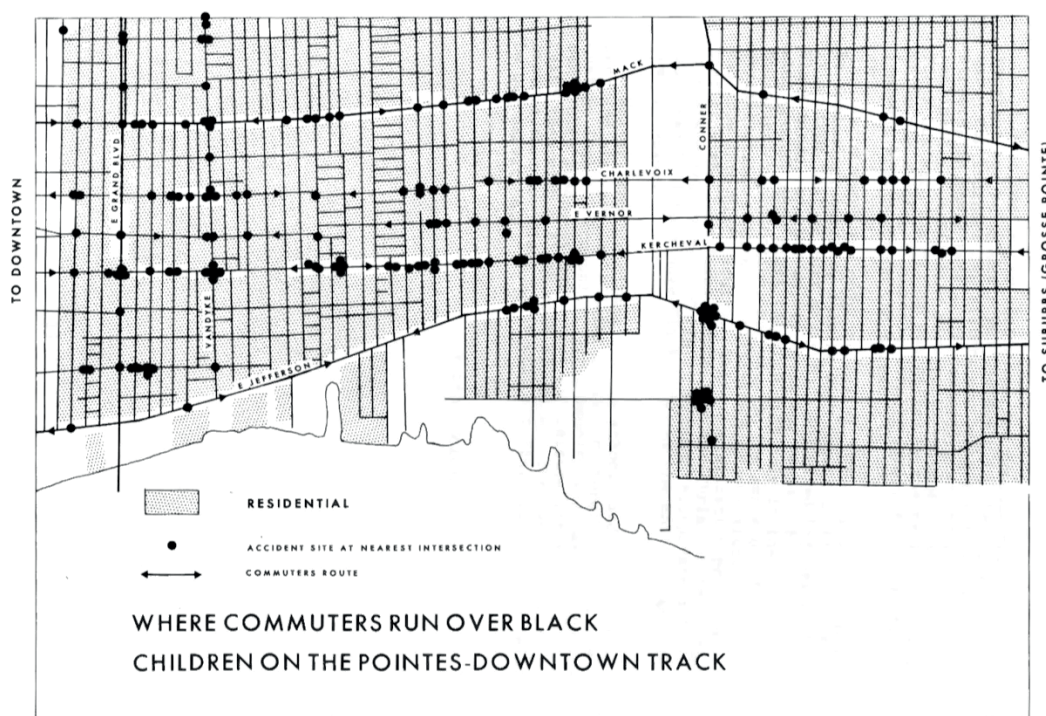 MACK
CONNER
E GRAND BLVD
CHARLEVOIX
E VERNOR
KERCHEVAL
VANDYKE
E JEFFERSON
TO DOWNTOWN
TO SUBURBS (GROSSE POINTE)
RESIDENTIAL
ACCIDENT SITE AT NEAREST INTERSECTION
COMMUTERS ROUTE
WHERE COMMUTERS RUN OVER BLACK
CHILDREN ON THE POINTES-DOWNTOWN TRACK